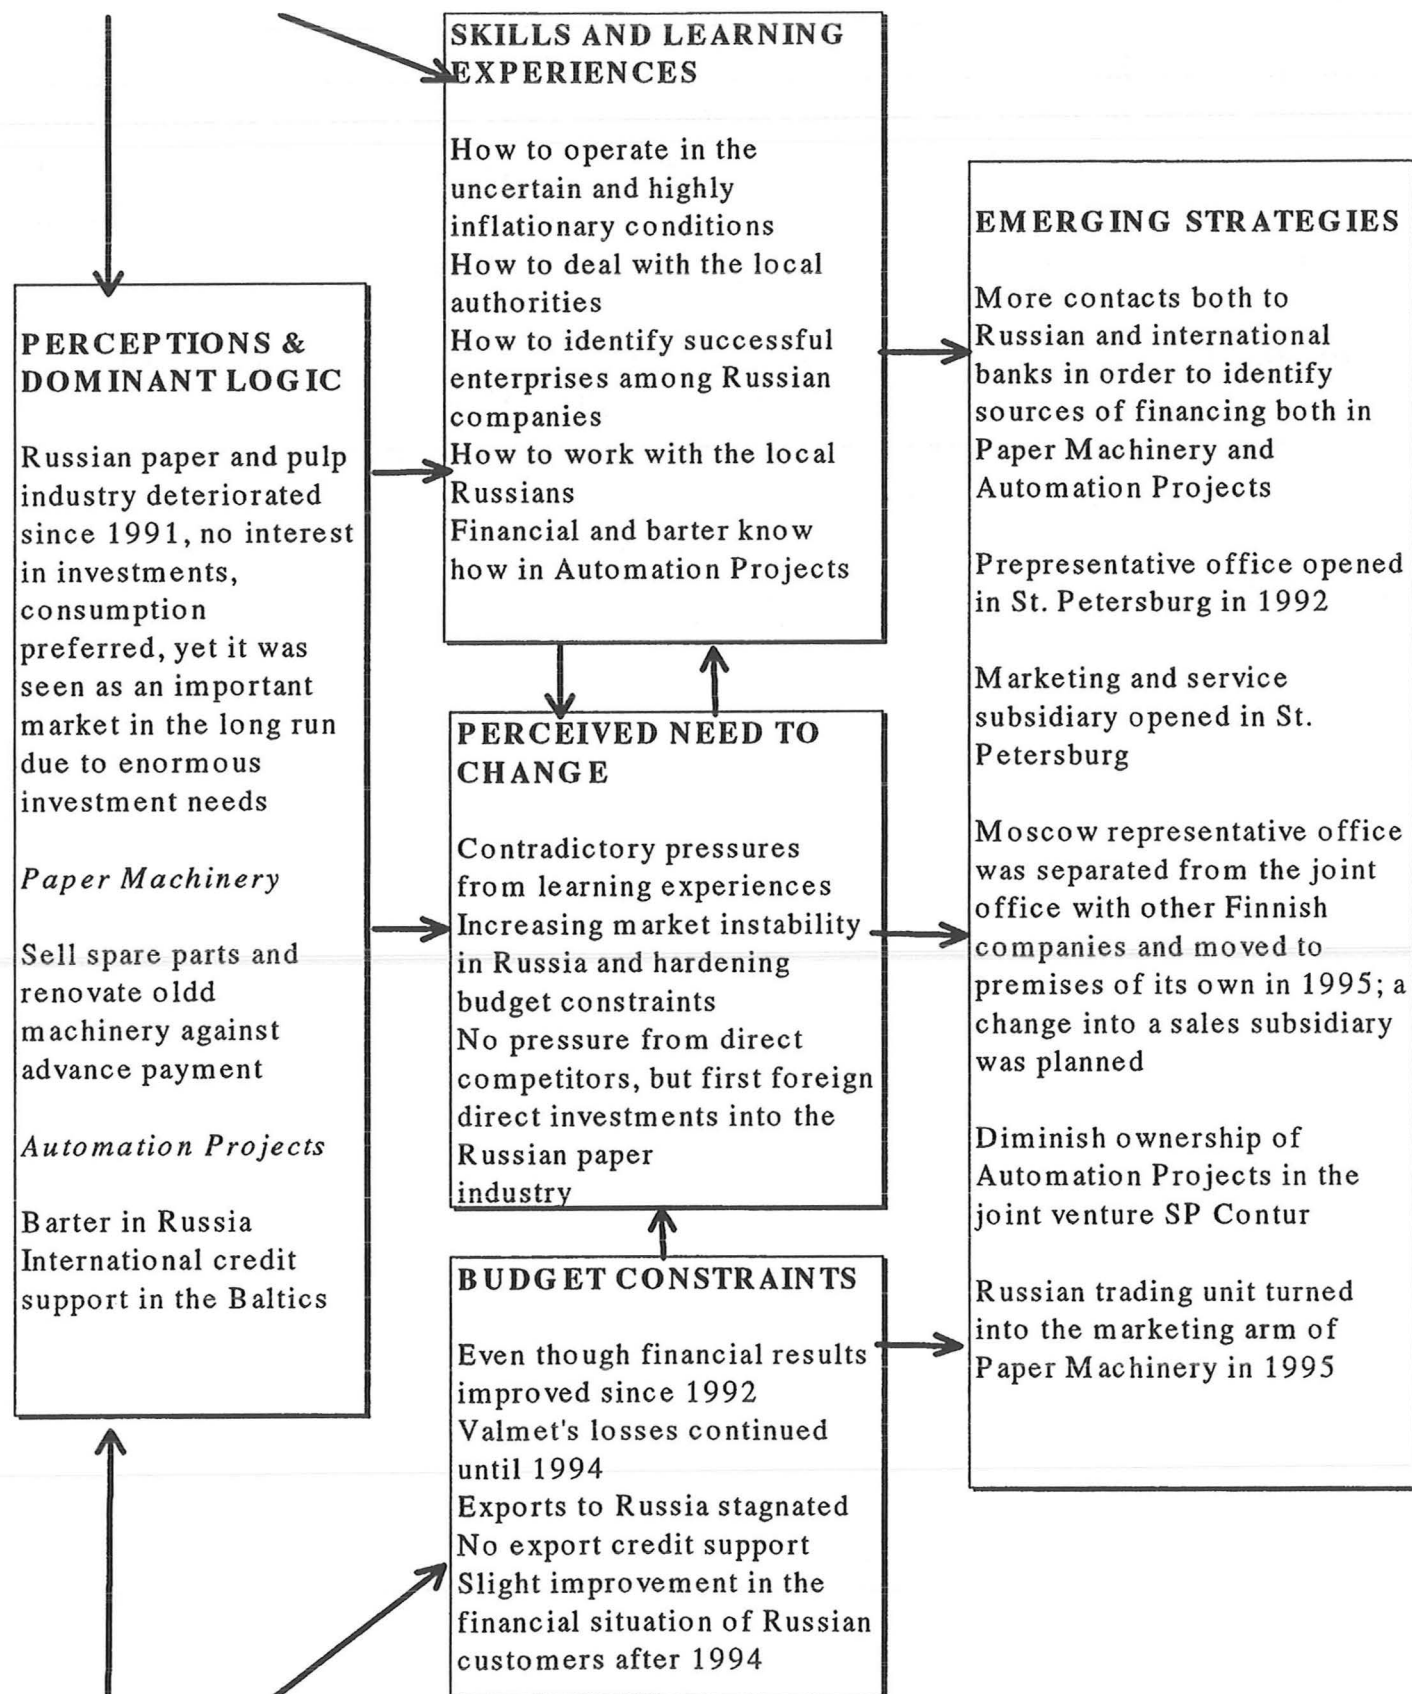 SKILLS AND LEARNING
EXPERIENCES
How to operate in the
uncertain and highly
inflationary conditions
How to deal with the local
authorities
How to identify successful
enterprises among Russian
companies
How to work with the local
Russians
Financial and barter know
how in Automation Projects
PERCEPTIONS &
DOMINANT LOGIC
Russian paper and pulp
industry deteriorated
since 1991, no interest
in investments,
consumption
preferred, yet it was
seen as an important
market in the long run
due to enormous
investment needs
Paper Machinery
Sell spare parts and
renovate oldd
machinery against
advance payment
Automation Projects
Barter in Russia
International credit
support in the Baltics
PERCEIVED NEED TO
CHANGE
Contradictory pressures
from learning experiences
Increasing market instability
in Russia and hardening
budget constraints
No pressure from direct
competitors, but first foreign
direct investments into the
Russian paper
industry
BUDGET CONSTRAINTS
Even though financial results
improved since 1992
Valmet's losses continued
until 1994
Exports to Russia stagnated
No export credit support
Slight improvement in the
financial situation of Russian
customers after 1994
EMERGING STRATEGIES
More contacts both to
Russian and international
banks in order to identify
sources of financing both in
Paper Machinery and
Automation Projects
Prepresentative office opened
in St. Petersburg in 1992
Marketing and service
subsidiary opened in St.
Petersburg
Moscow representative office
was separated from the joint
office with other Finnish
companies and moved to
premises of its own in 1995; a
change into a sales subsidiary
was planned
Diminish ownership of
Automation Projects in the
joint venture SP Contur
Russian trading unit turned
into the marketing arm of
Paper Machinery in 1995